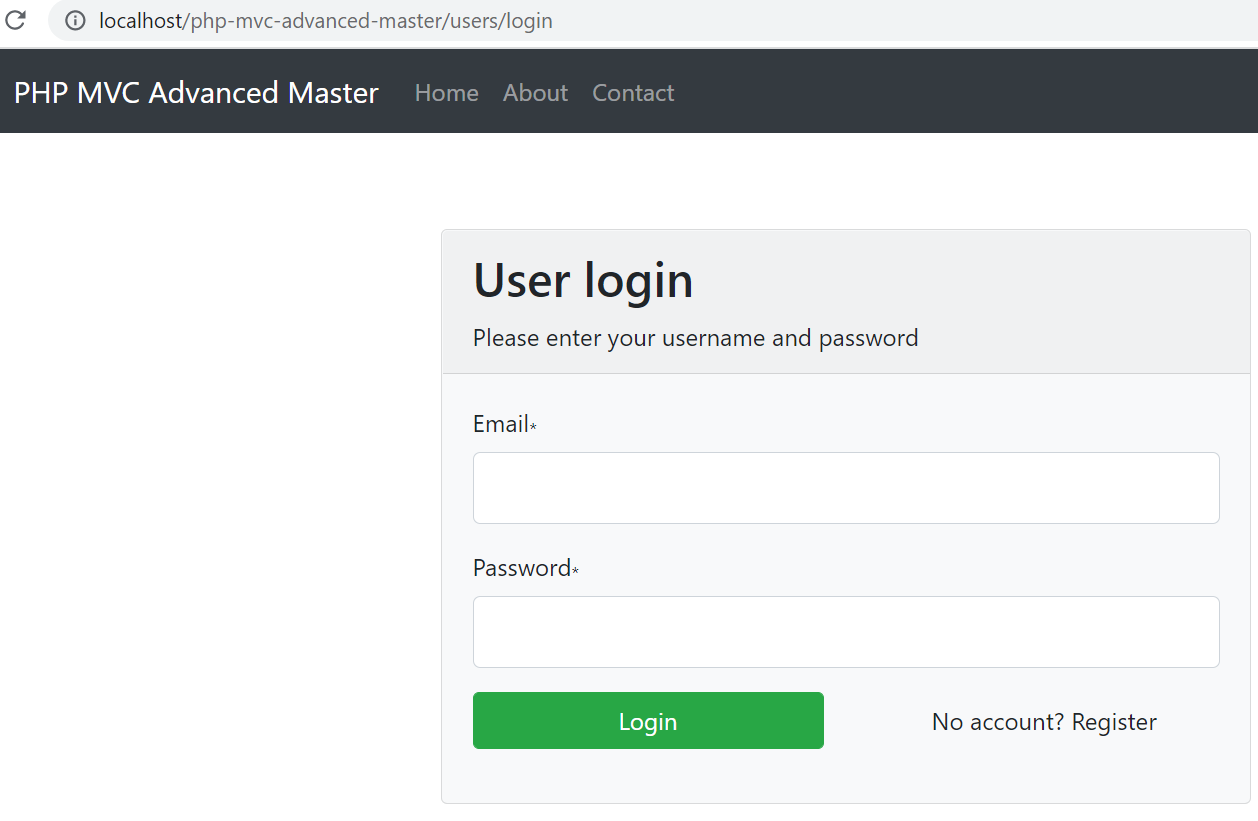 localhost/php-mvc-advanced-master/users/login
PHP MVC Advanced Master Home About Contact
User login
Please enter your username and password
Email*
Password*
Login No account? Register